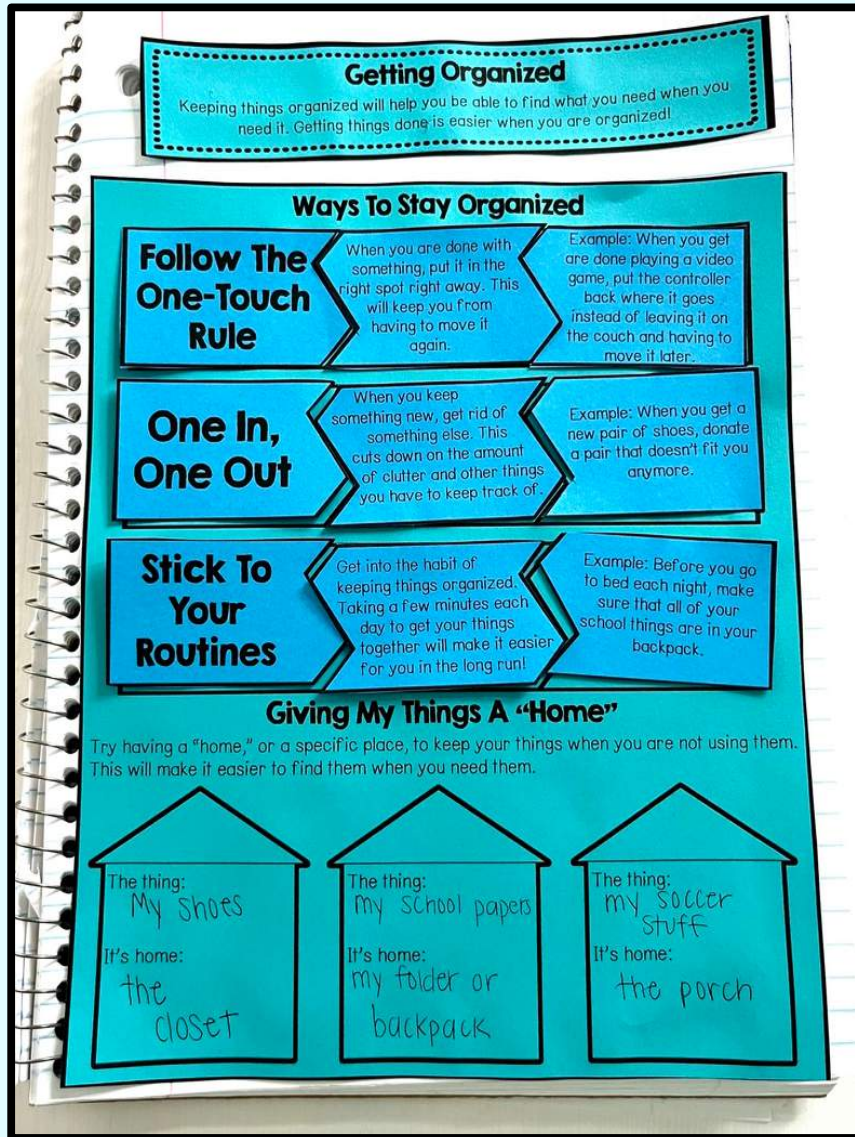 Getting Organized
Keeping things organized will help you be able to find what you need when you
need it. Getting things done is easier when you are organized!
Ways To Stay Organized
Follow The
One-Touch
Rule
When you are done with
something, put it in the
right spot right away. This
will keep you from
having to move it
again.
Example: When you get
are done playing a video
game, put the controller
back where it goes
instead of leaving it on
the couch and having to
move it later.
One In,
One Out
When you keep
something new, get rid of
something else. This
cuts down on the amount
of clutter and other things
you have to keep track of.
Example: When you get a
new pair of shoes, donate
a pair that doesn't fit you
anymore.
Stick To
Your
Routines
Get into the habit of
keeping things organized.
Taking a few minutes each
day to get your things
together will make it easier
for you in the long run!
Example: Before you go
to bed each night, make
sure that all of your
school things are in your
backpack.
Giving My Things A “Home”
Try having a "home," or a specific place, to keep your things when you are not using them.
This will make it easier to find them when you need them.
The thing:
My shoes
It's home:
the
closet
The thing:
my school papers
It's home:
my folder or
backpack
The thing:
my soccer
stuff
It's home:
the porch